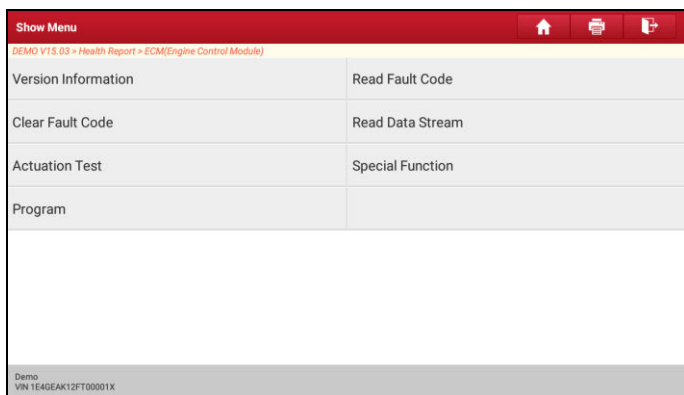 Show Menu
DEMO V15.03 > Health Report > ECM(Engine Control Module)
Version Information
Read Fault Code
Clear Fault Code
Read Data Stream
Actuation Test
Special Function
Program
Demo
VIN 1E4GEAK12FT00001X